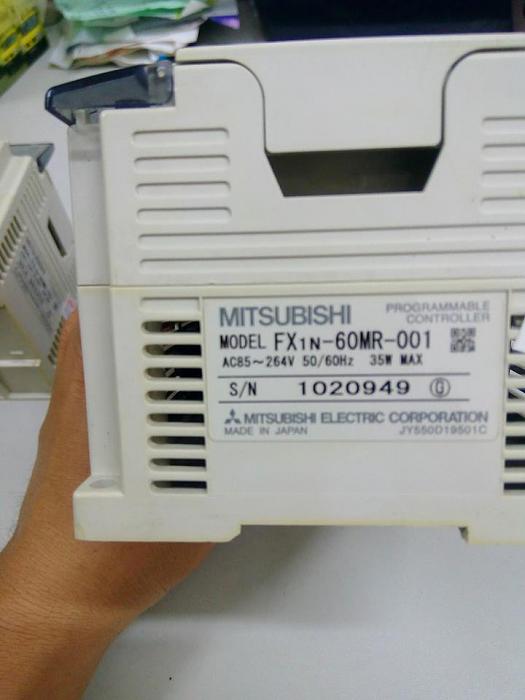 MITSUBISHI
PROGRAMMABLE
CONTROLLER
MODEL FX1N-60MR-001
AC85～264V 50/60Hz 35W MAX
S/N 1020949 G
MITSUBISHI ELECTRIC CORPORATION
MADE IN JAPAN JY550D19501C